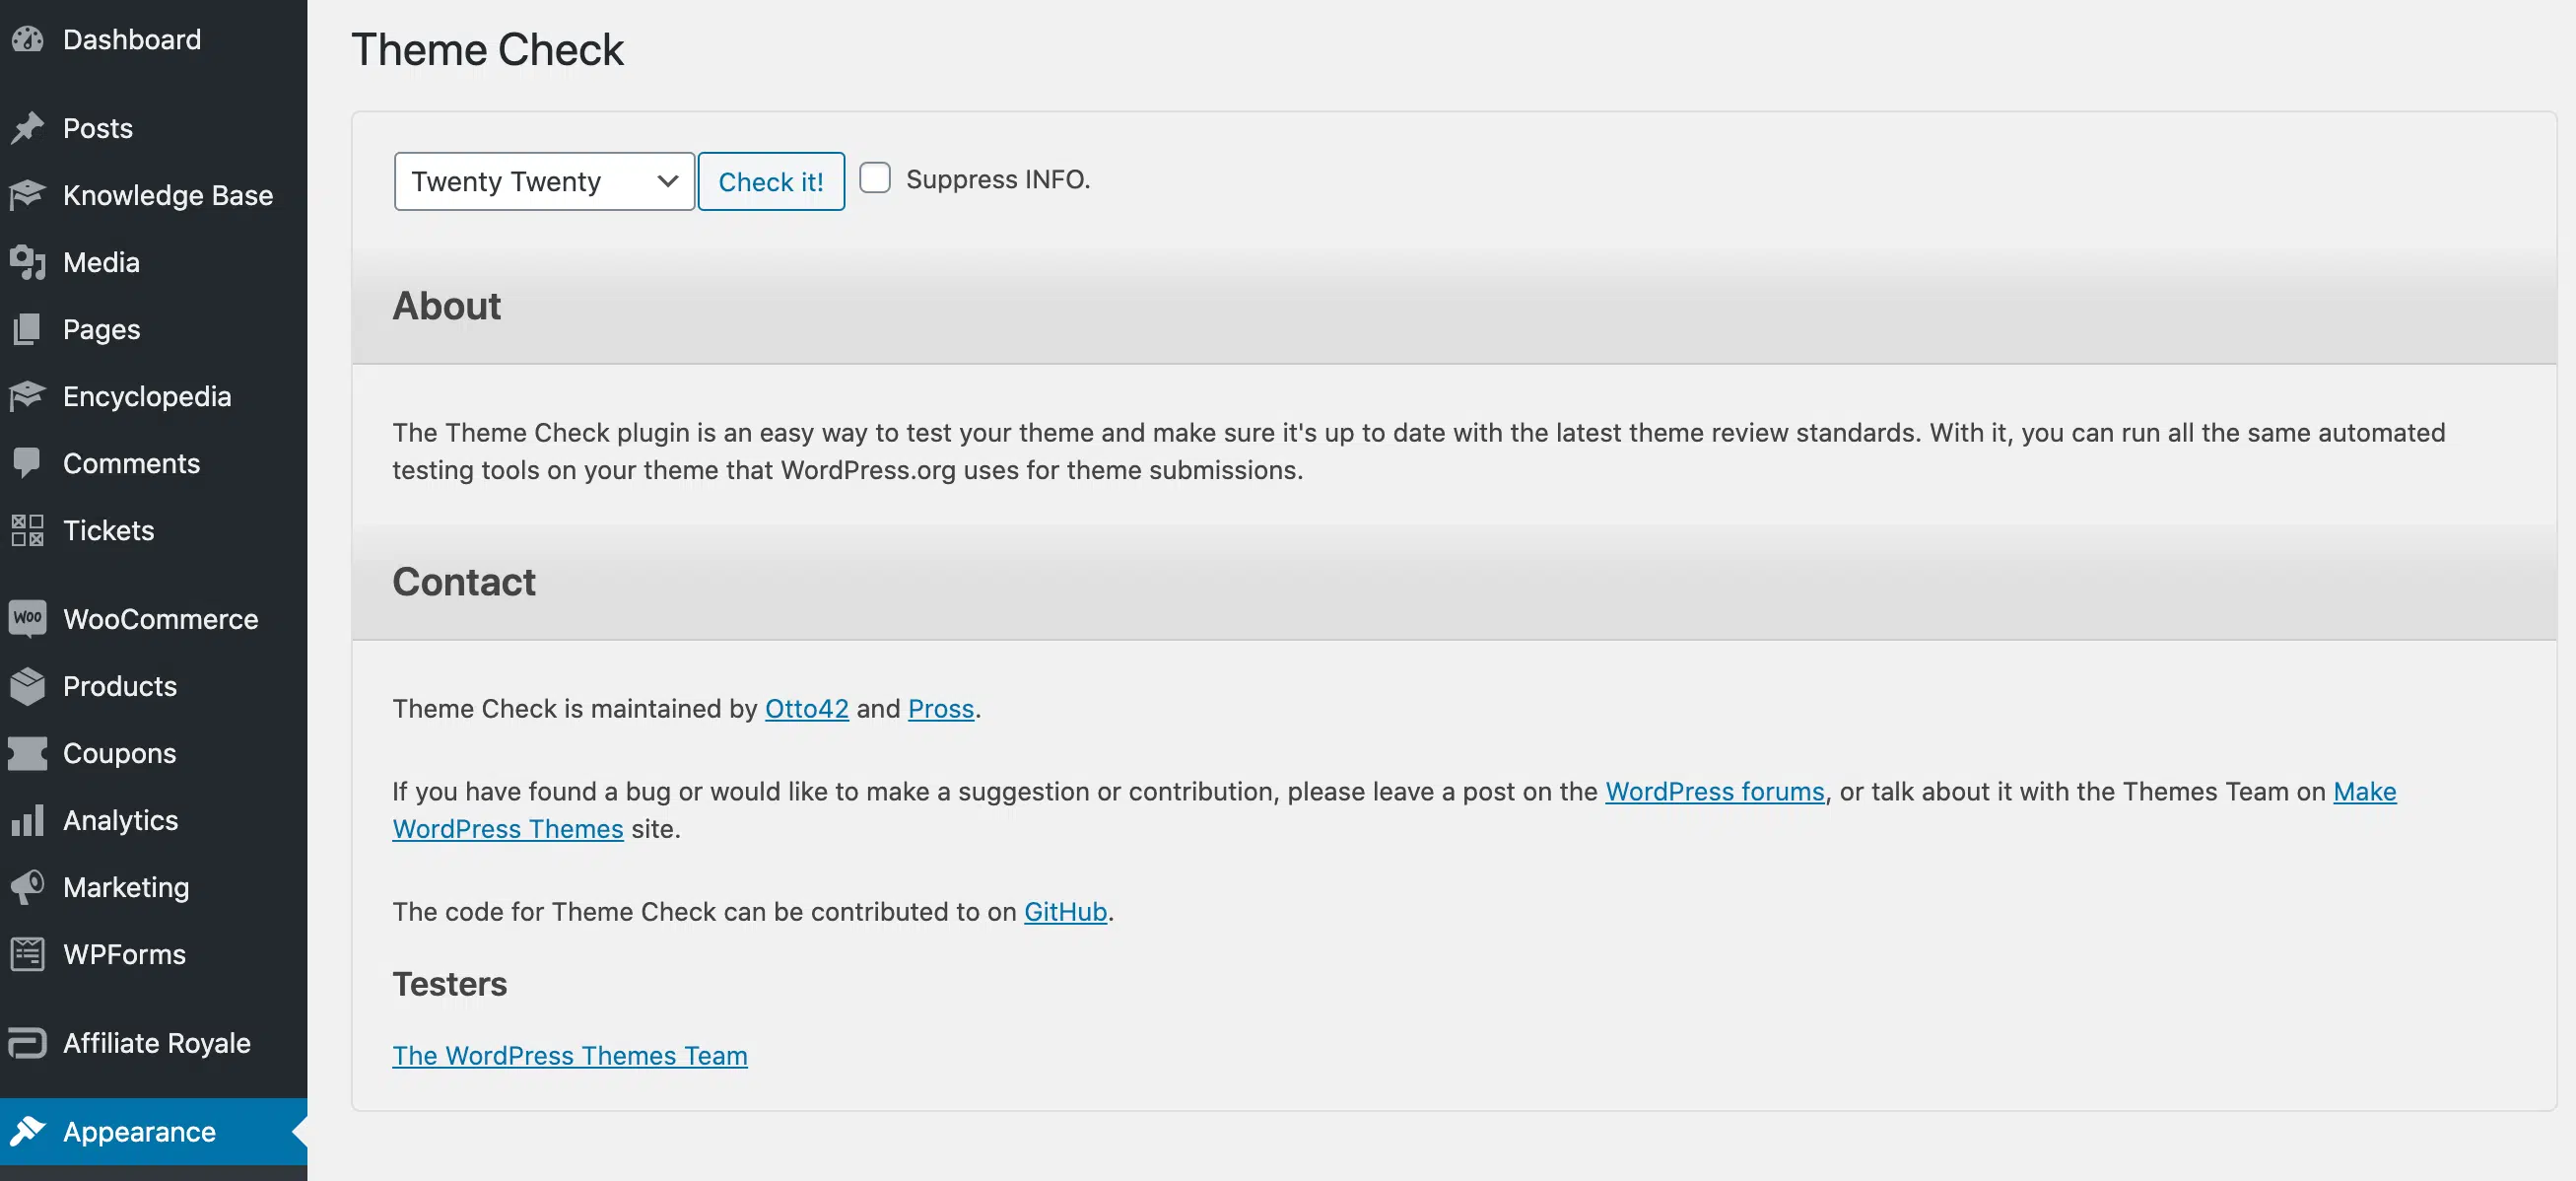 Dashboard
Posts
Knowledge Base
Media
Pages
Encyclopedia
Comments
Tickets
Woo WooCommerce
Products
Coupons
Analytics
Marketing
WPForms
Affiliate Royale
Appearance
Theme Check
Twenty Twenty Check it! Suppress INFO.
About
The Theme Check plugin is an easy way to test your theme and make sure it's up to date with the latest theme review standards. With it, you can run all the same automated
testing tools on your theme that WordPress.org uses for theme submissions.
Contact
Theme Check is maintained by Otto42 and Pross.
If you have found a bug or would like to make a suggestion or contribution, please leave a post on the WordPress forums, or talk about it with the Themes Team on Make
WordPress Themes site.
The code for Theme Check can be contributed to on GitHub.
Testers
The WordPress Themes Team